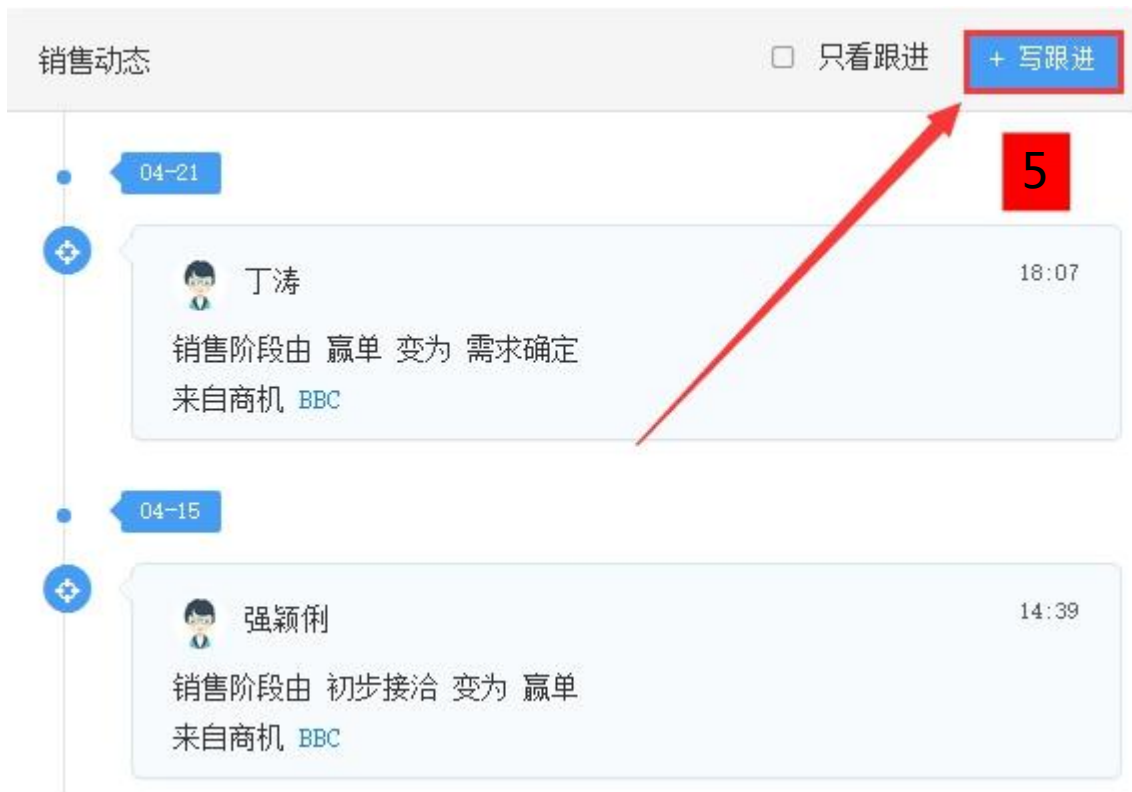 销售动态
只看跟进
+ 写跟进
5
04-21
丁涛
18:07
销售阶段由 赢单 变为 需求确定
来自商机 BBC
04-15
强颖俐
14:39
销售阶段由 初步接洽 变为 赢单
来自商机 BBC